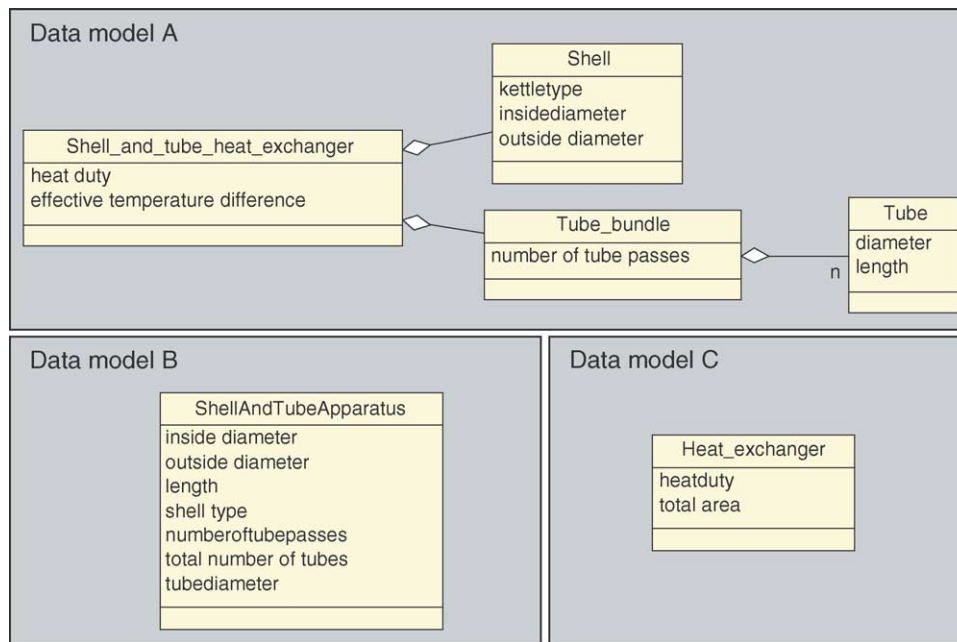 Data model A
Shell
kettletype
insidediameter
outside diameter
Shell_and_tube_heat_exchanger
heat duty
effective temperature difference
Tube_bundle
number of tube passes
n
Tube
diameter
length
Data model B
ShellAndTubeApparatus
inside diameter
outside diameter
length
shell type
numberoftubepasses
total number of tubes
tubediameter
Data model C
Heat_exchanger
heatduty
total area